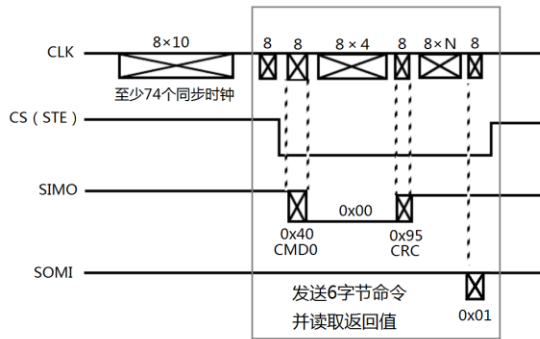 8×10 8 8 8×4 8 8×N 8
CLK
至少74个同步时钟
CS（STE）
SIMO
0x00
0x40 0x95
CMD0 CRC
SOMI
发送6字节命令
并读取返回值
0x01